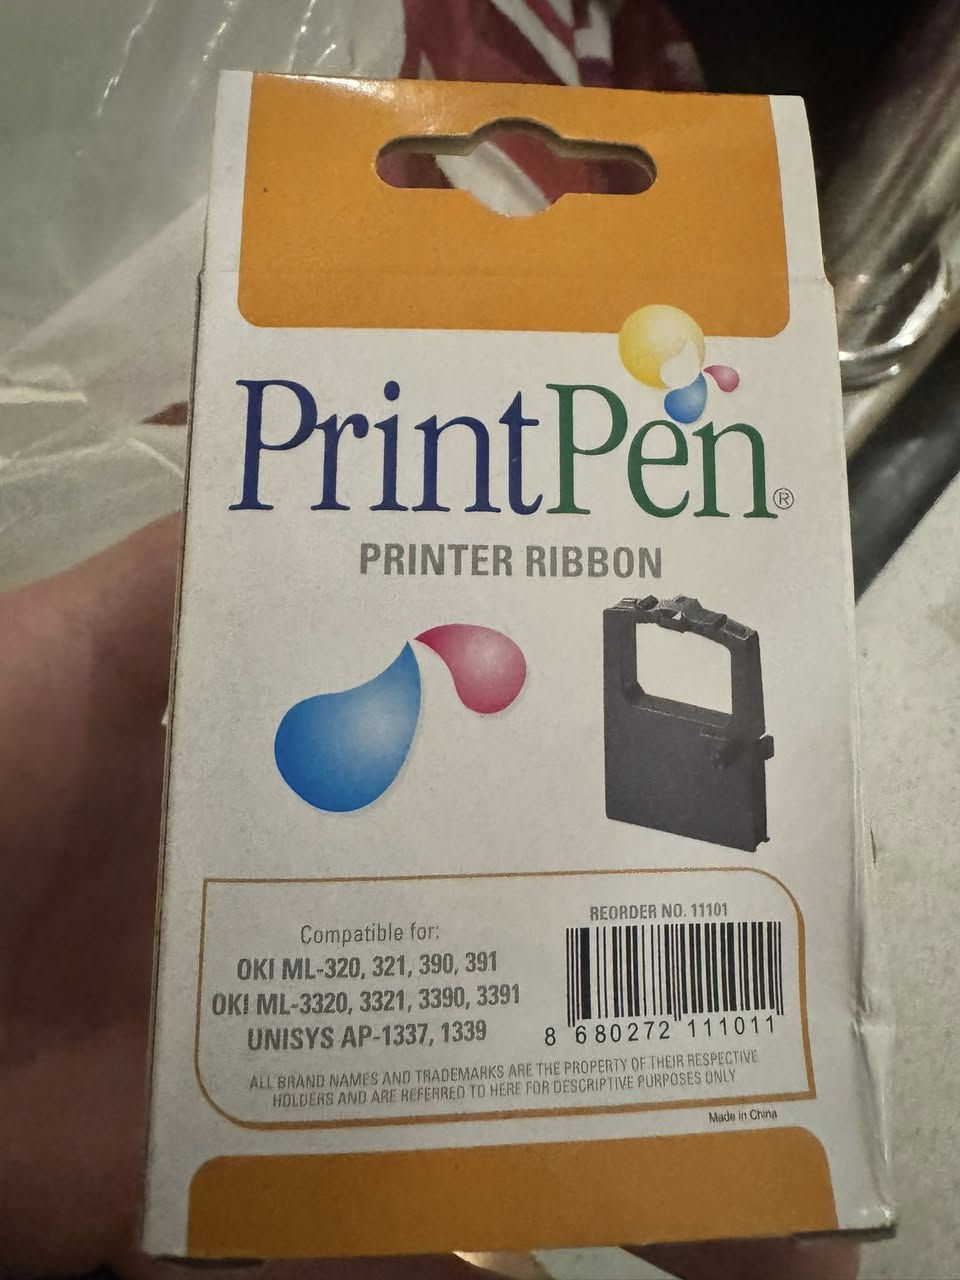 PrintPen®
PRINTER RIBBON
Compatible for:
OKI ML-320, 321, 390, 391
OKI ML-3320, 3321, 3390, 3391
UNISYS AP-1337, 1339
REORDER NO. 11101
8 680272 111011
ALL BRAND NAMES AND TRADEMARKS ARE THE PROPERTY OF THEIR RESPECTIVE
HOLDERS AND ARE REFERRED TO HERE FOR DESCRIPTIVE PURPOSES ONLY
Made in China